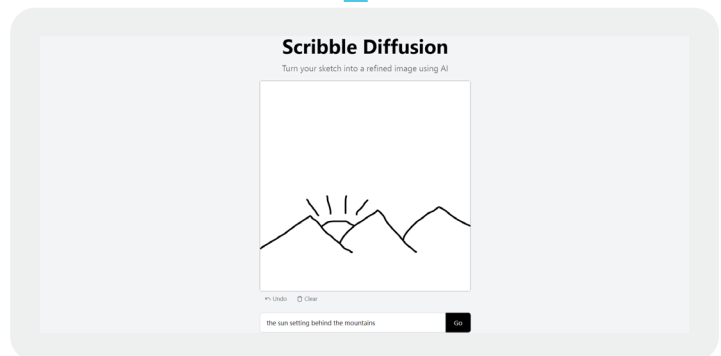 Scribble Diffusion
Turn your sketch into a refined image using AI
Undo Clear
the sun setting behind the mountains Go